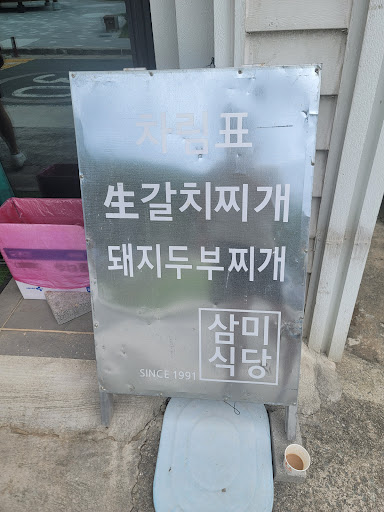 차림표
生갈치찌개
돼지두부찌개
삼미
식당
SINCE 1991